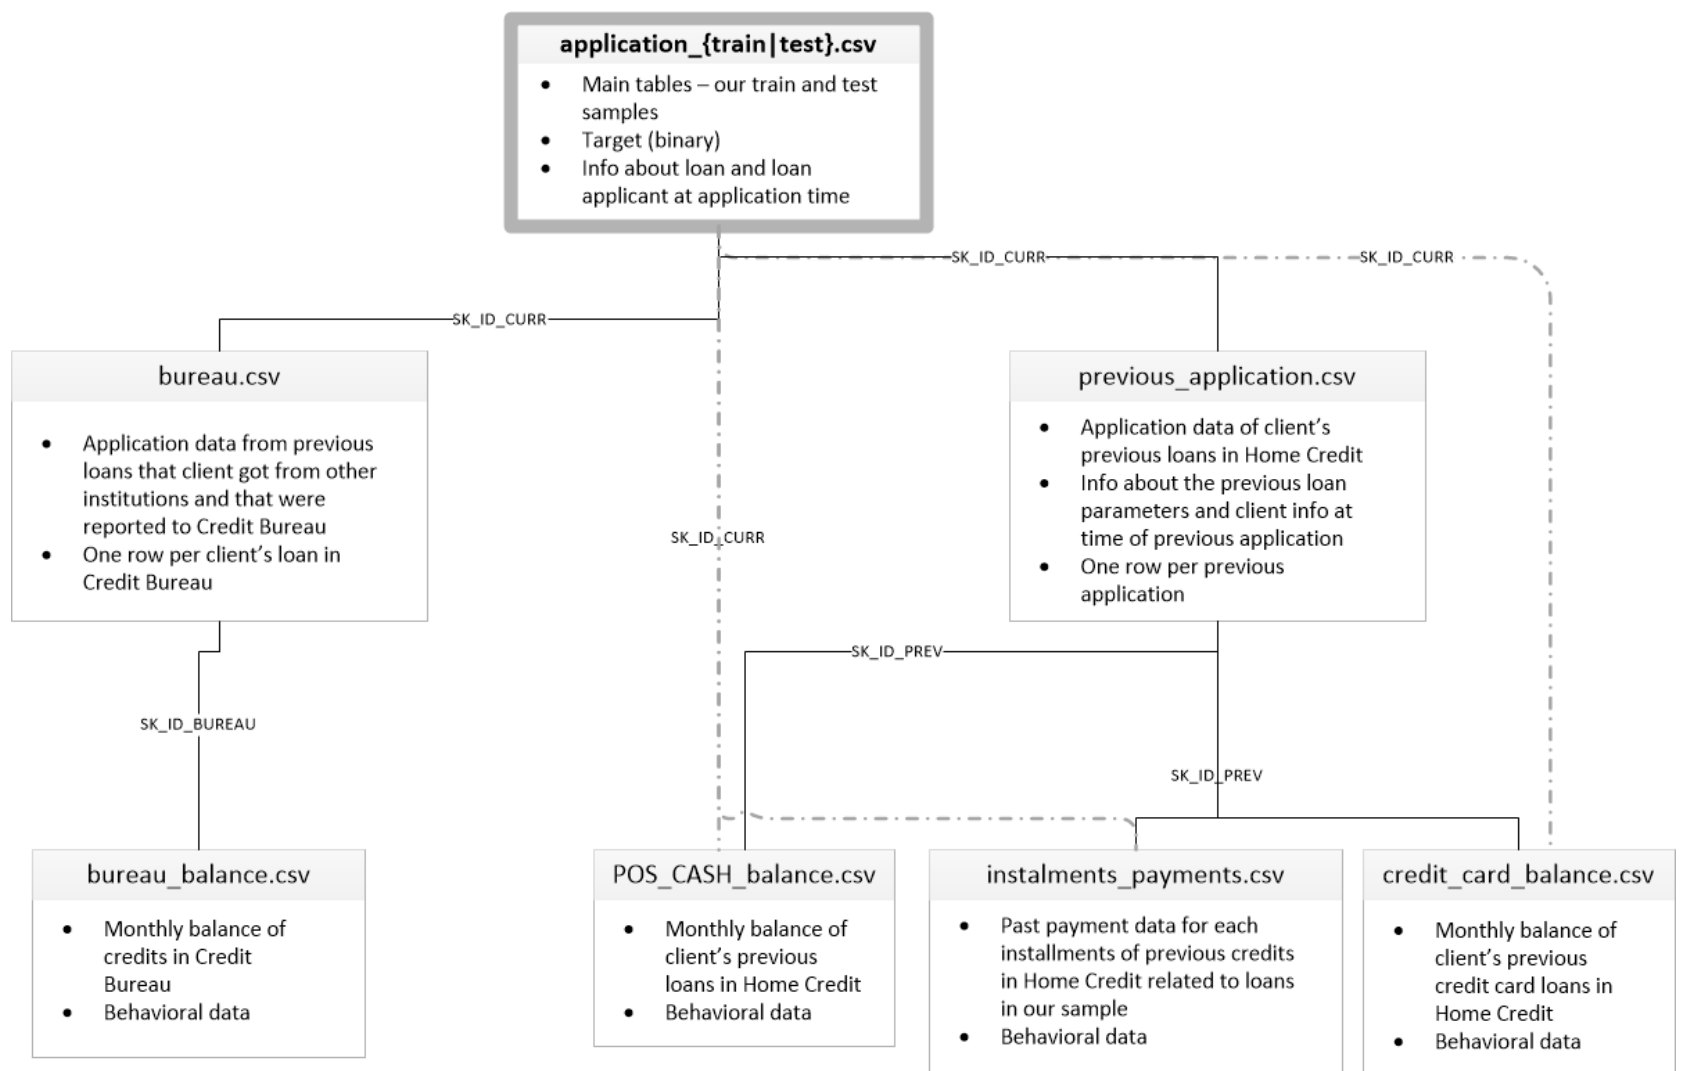 application_{train|test}.csv
• Main tables – our train and test
samples
• Target (binary)
• Info about loan and loan
applicant at application time
SK_ID_CURR
SK_ID_CURR
SK_ID_CURR
bureau.csv
• Application data from previous
loans that client got from other
institutions and that were
reported to Credit Bureau
• One row per client’s loan in
Credit Bureau
previous_application.csv
• Application data of client’s
previous loans in Home Credit
• Info about the previous loan
parameters and client info at
time of previous application
• One row per previous
application
SK_ID_CURR
SK_ID_PREV
SK_ID_BUREAU
SK_ID_PREV
bureau_balance.csv
• Monthly balance of
credits in Credit
Bureau
• Behavioral data
POS_CASH_balance.csv
• Monthly balance of
client’s previous
loans in Home Credit
• Behavioral data
instalments_payments.csv
• Past payment data for each
installments of previous credits
in Home Credit related to loans
in our sample
• Behavioral data
credit_card_balance.csv
• Monthly balance of
client’s previous
credit card loans in
Home Credit
• Behavioral data